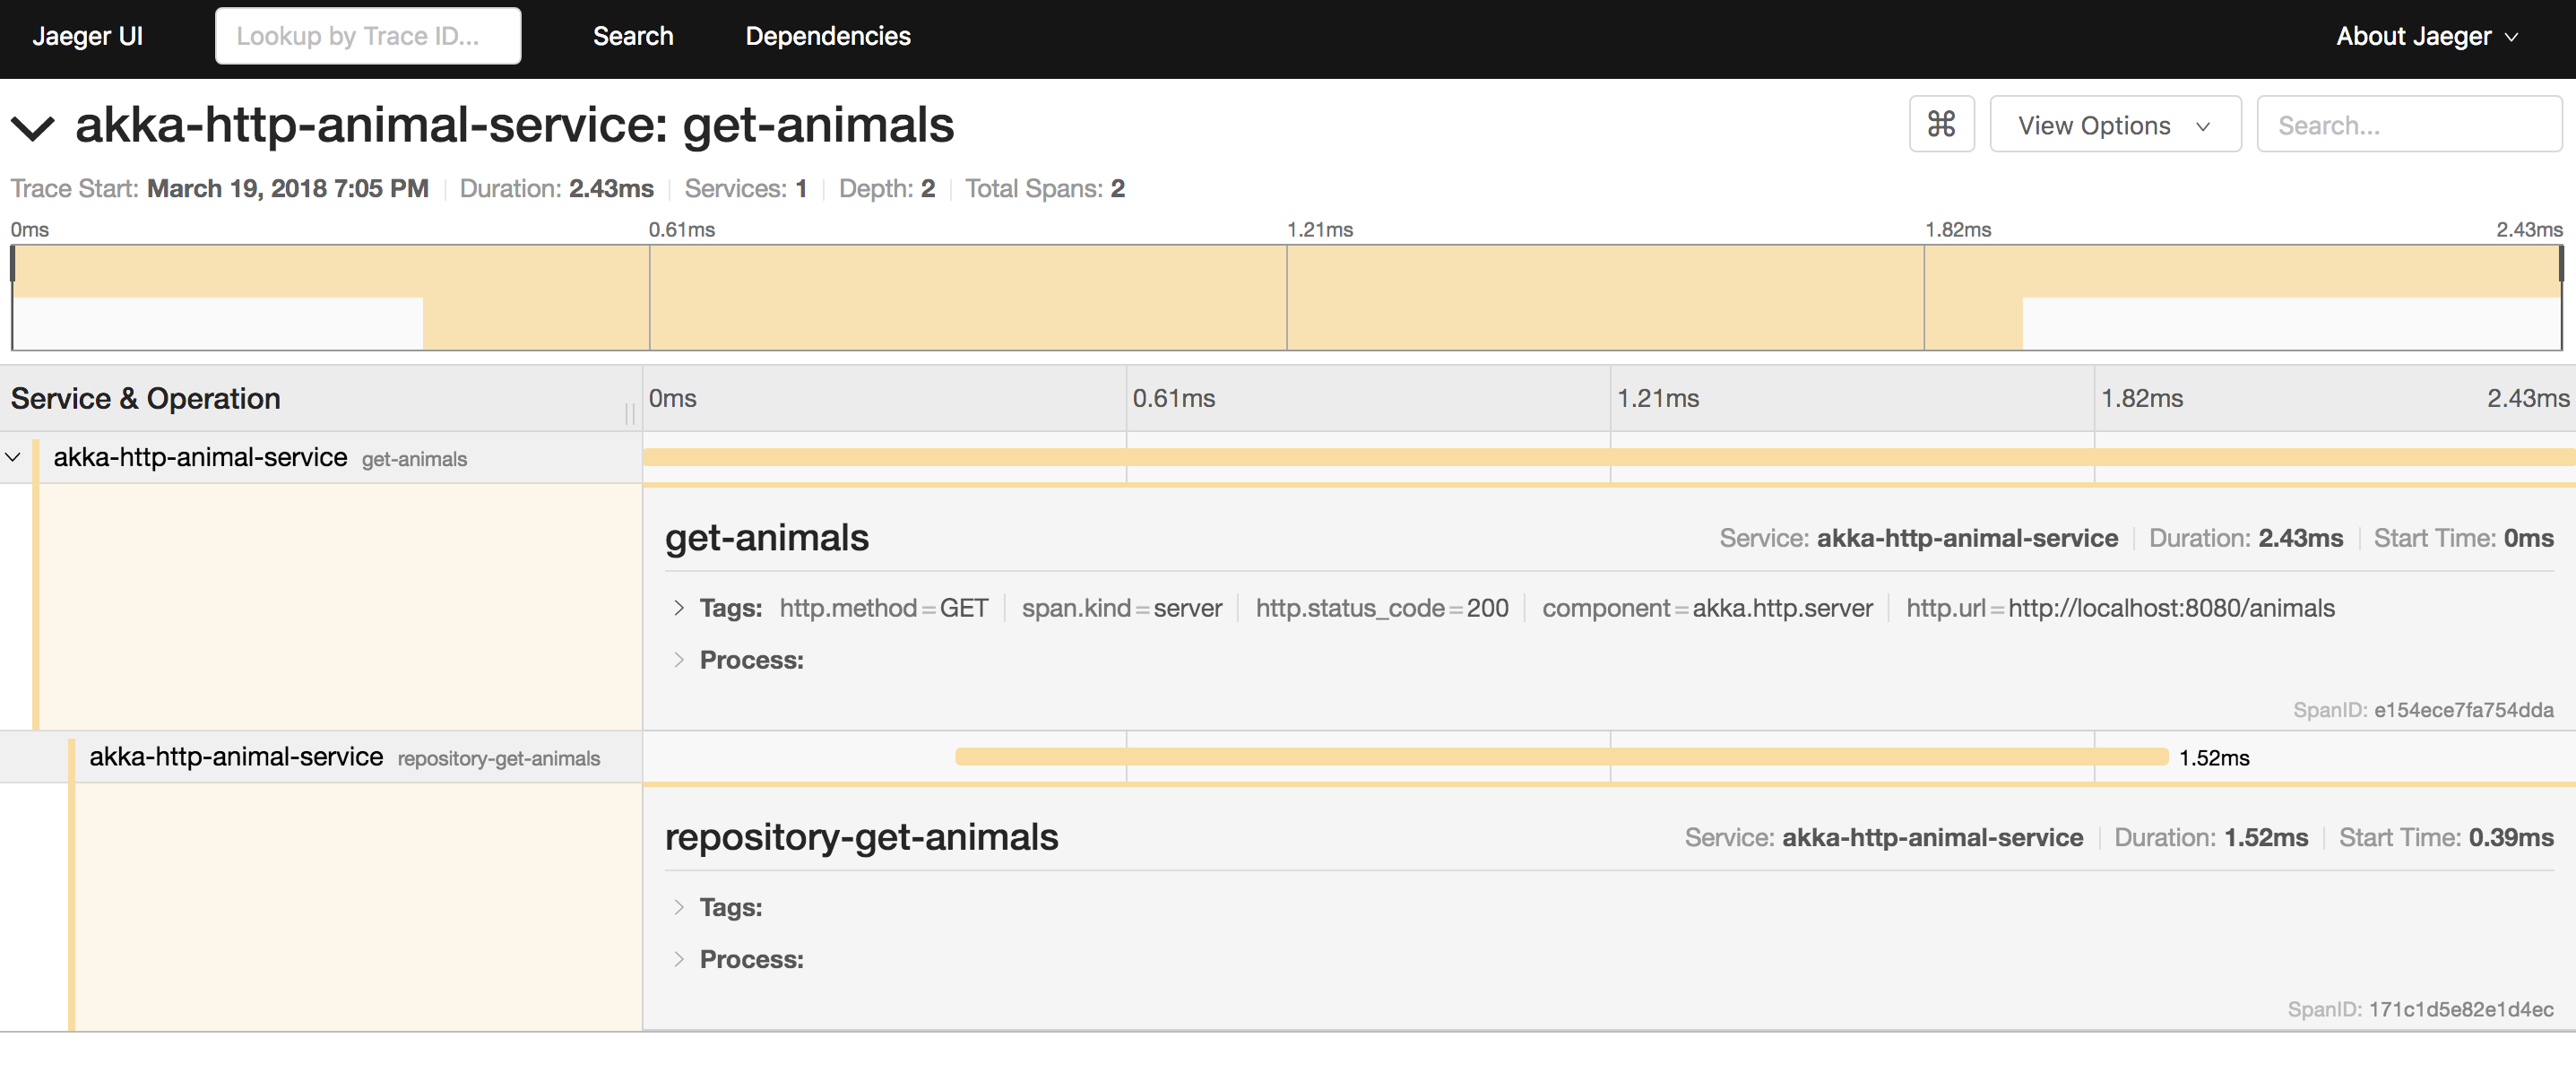 Jaeger UI Lookup by Trace ID... Search Dependencies About Jaeger
akka-http-animal-service: get-animals ⌘ View Options Search...
Trace Start: March 19, 2018 7:05 PM Duration: 2.43ms Services: 1 Depth: 2 Total Spans: 2
0ms 0.61ms 1.21ms 1.82ms 2.43ms
Service & Operation 0ms 0.61ms 1.21ms 1.82ms 2.43ms
akka-http-animal-service get-animals
get-animals Service: akka-http-animal-service Duration: 2.43ms Start Time: 0ms
Tags: http.method=GET span.kind=server http.status_code=200 component=akka.http.server http.url=http://localhost:8080/animals
Process:
SpanID: e154ece7fa754dda
akka-http-animal-service repository-get-animals 1.52ms
repository-get-animals Service: akka-http-animal-service Duration: 1.52ms Start Time: 0.39ms
Tags:
Process:
SpanID: 171c1d5e82e1d4ec